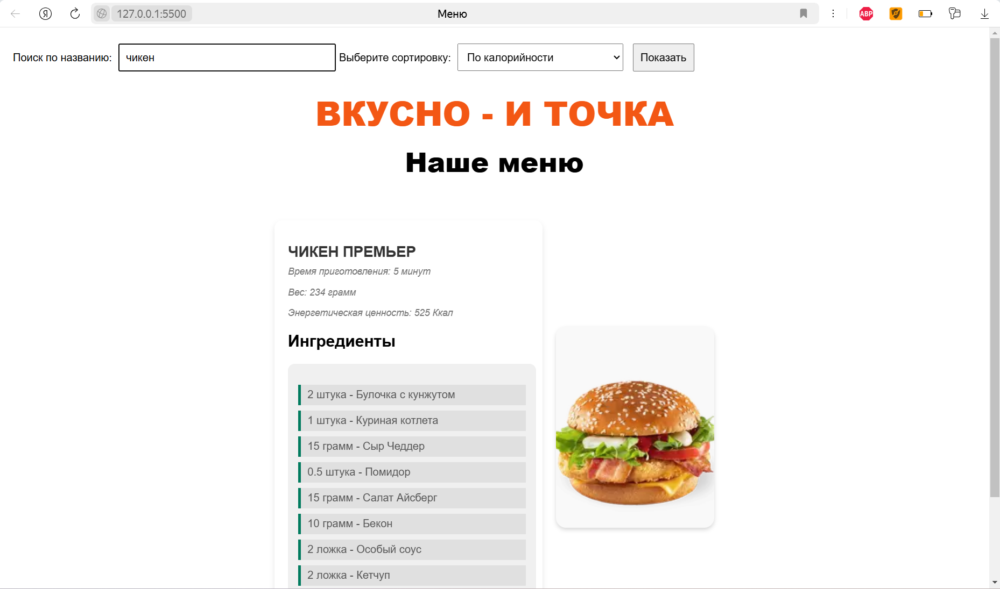 127.0.0.1:5500
Меню
ABP
Поиск по названию: чикен Выберите сортировку: По калорийности Показать
ВКУСНО - И ТОЧКА
Наше меню
ЧИКЕН ПРЕМЬЕР
Время приготовления: 5 минут
Вес: 234 грамм
Энергетическая ценность: 525 Ккал
Ингредиенты
2 штука - Булочка с кунжутом
1 штука - Куриная котлета
15 грамм - Сыр Чеддер
0.5 штука - Помидор
15 грамм - Салат Айсберг
10 грамм - Бекон
2 ложка - Особый соус
2 ложка - Кетчуп